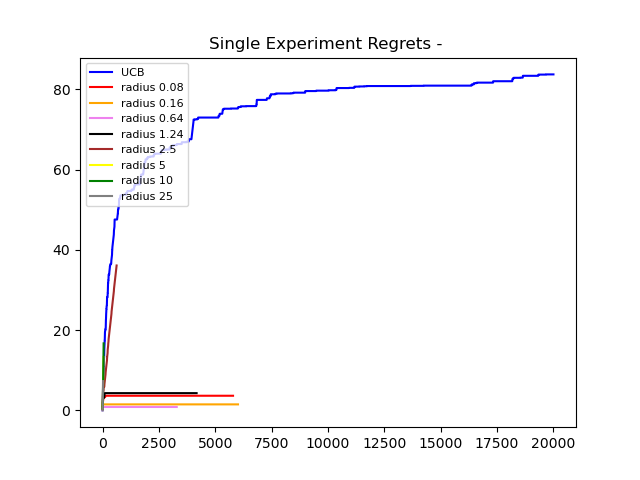 Single Experiment Regrets -
UCB
radius 0.08
radius 0.16
radius 0.64
radius 1.24
radius 2.5
radius 5
radius 10
radius 25
80
60
40
20
0
0 2500 5000 7500 10000 12500 15000 17500 20000